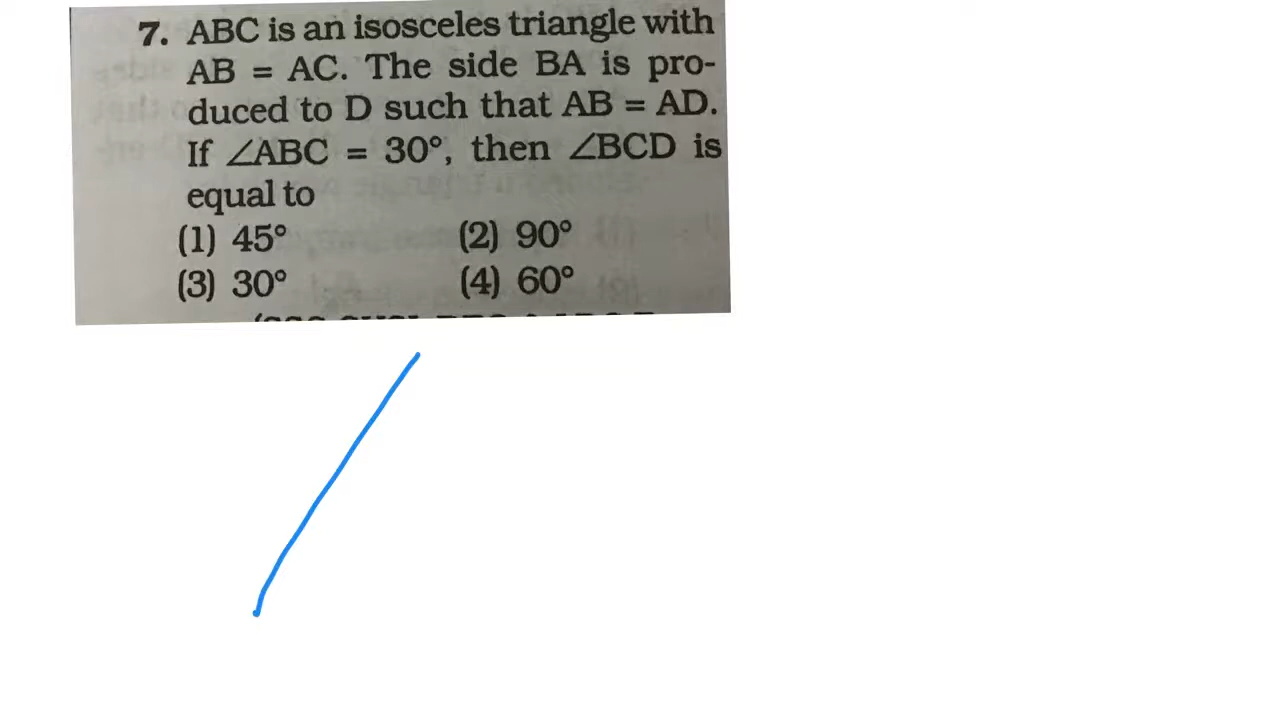 7. ABC is an isosceles triangle with
AB = AC. The side BA is pro-
duced to D such that AB = AD.
If ∠ABC = 30°, then ∠BCD is
equal to
(1) 45° (2) 90°
(3) 30° (4) 60°